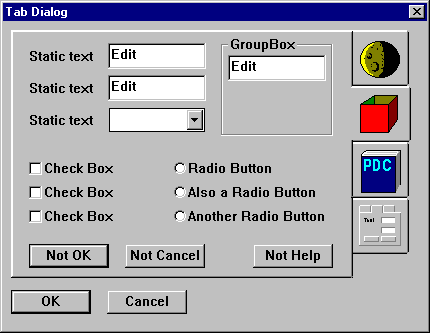 Tab Dialog
GroupBox
Static text Edit
Edit
Static text Edit
Static text
PDC
Check Box Radio Button
Check Box Also a Radio Button
Check Box Another Radio Button
Not OK Not Cancel Not Help
OK Cancel